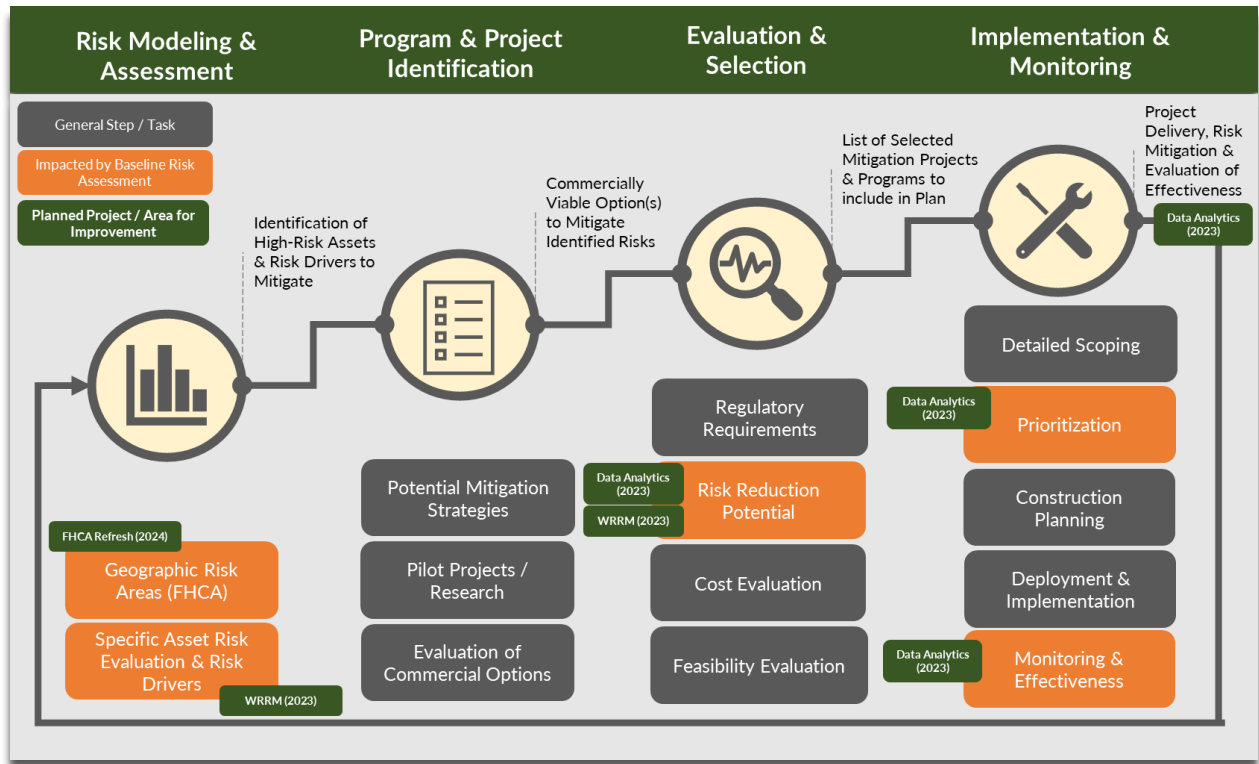 Risk Modeling &
Assessment
Program & Project
Identification
Evaluation &
Selection
Implementation &
Monitoring
General Step / Task
Impacted by Baseline Risk
Assessment
Planned Project / Area for
Improvement
Identification of
High-Risk Assets
& Risk Drivers to
Mitigate
Commercially
Viable Option(s)
to Mitigate
Identified Risks
List of Selected
Mitigation Projects
& Programs to
include in Plan
Project
Delivery, Risk
Mitigation &
Evaluation of
Effectiveness
Data Analytics
(2023)
FHCA Refresh (2024)
Geographic Risk
Areas (FHCA)
Specific Asset Risk
Evaluation & Risk
Drivers
WRRM (2023)
Potential Mitigation
Strategies
Pilot Projects /
Research
Evaluation of
Commercial Options
Regulatory
Requirements
Data Analytics
(2023)
WRRM (2023)
Risk Reduction
Potential
Cost Evaluation
Feasibility Evaluation
Detailed Scoping
Data Analytics
(2023)
Prioritization
Construction
Planning
Deployment &
Implementation
Data Analytics
(2023)
Monitoring &
Effectiveness